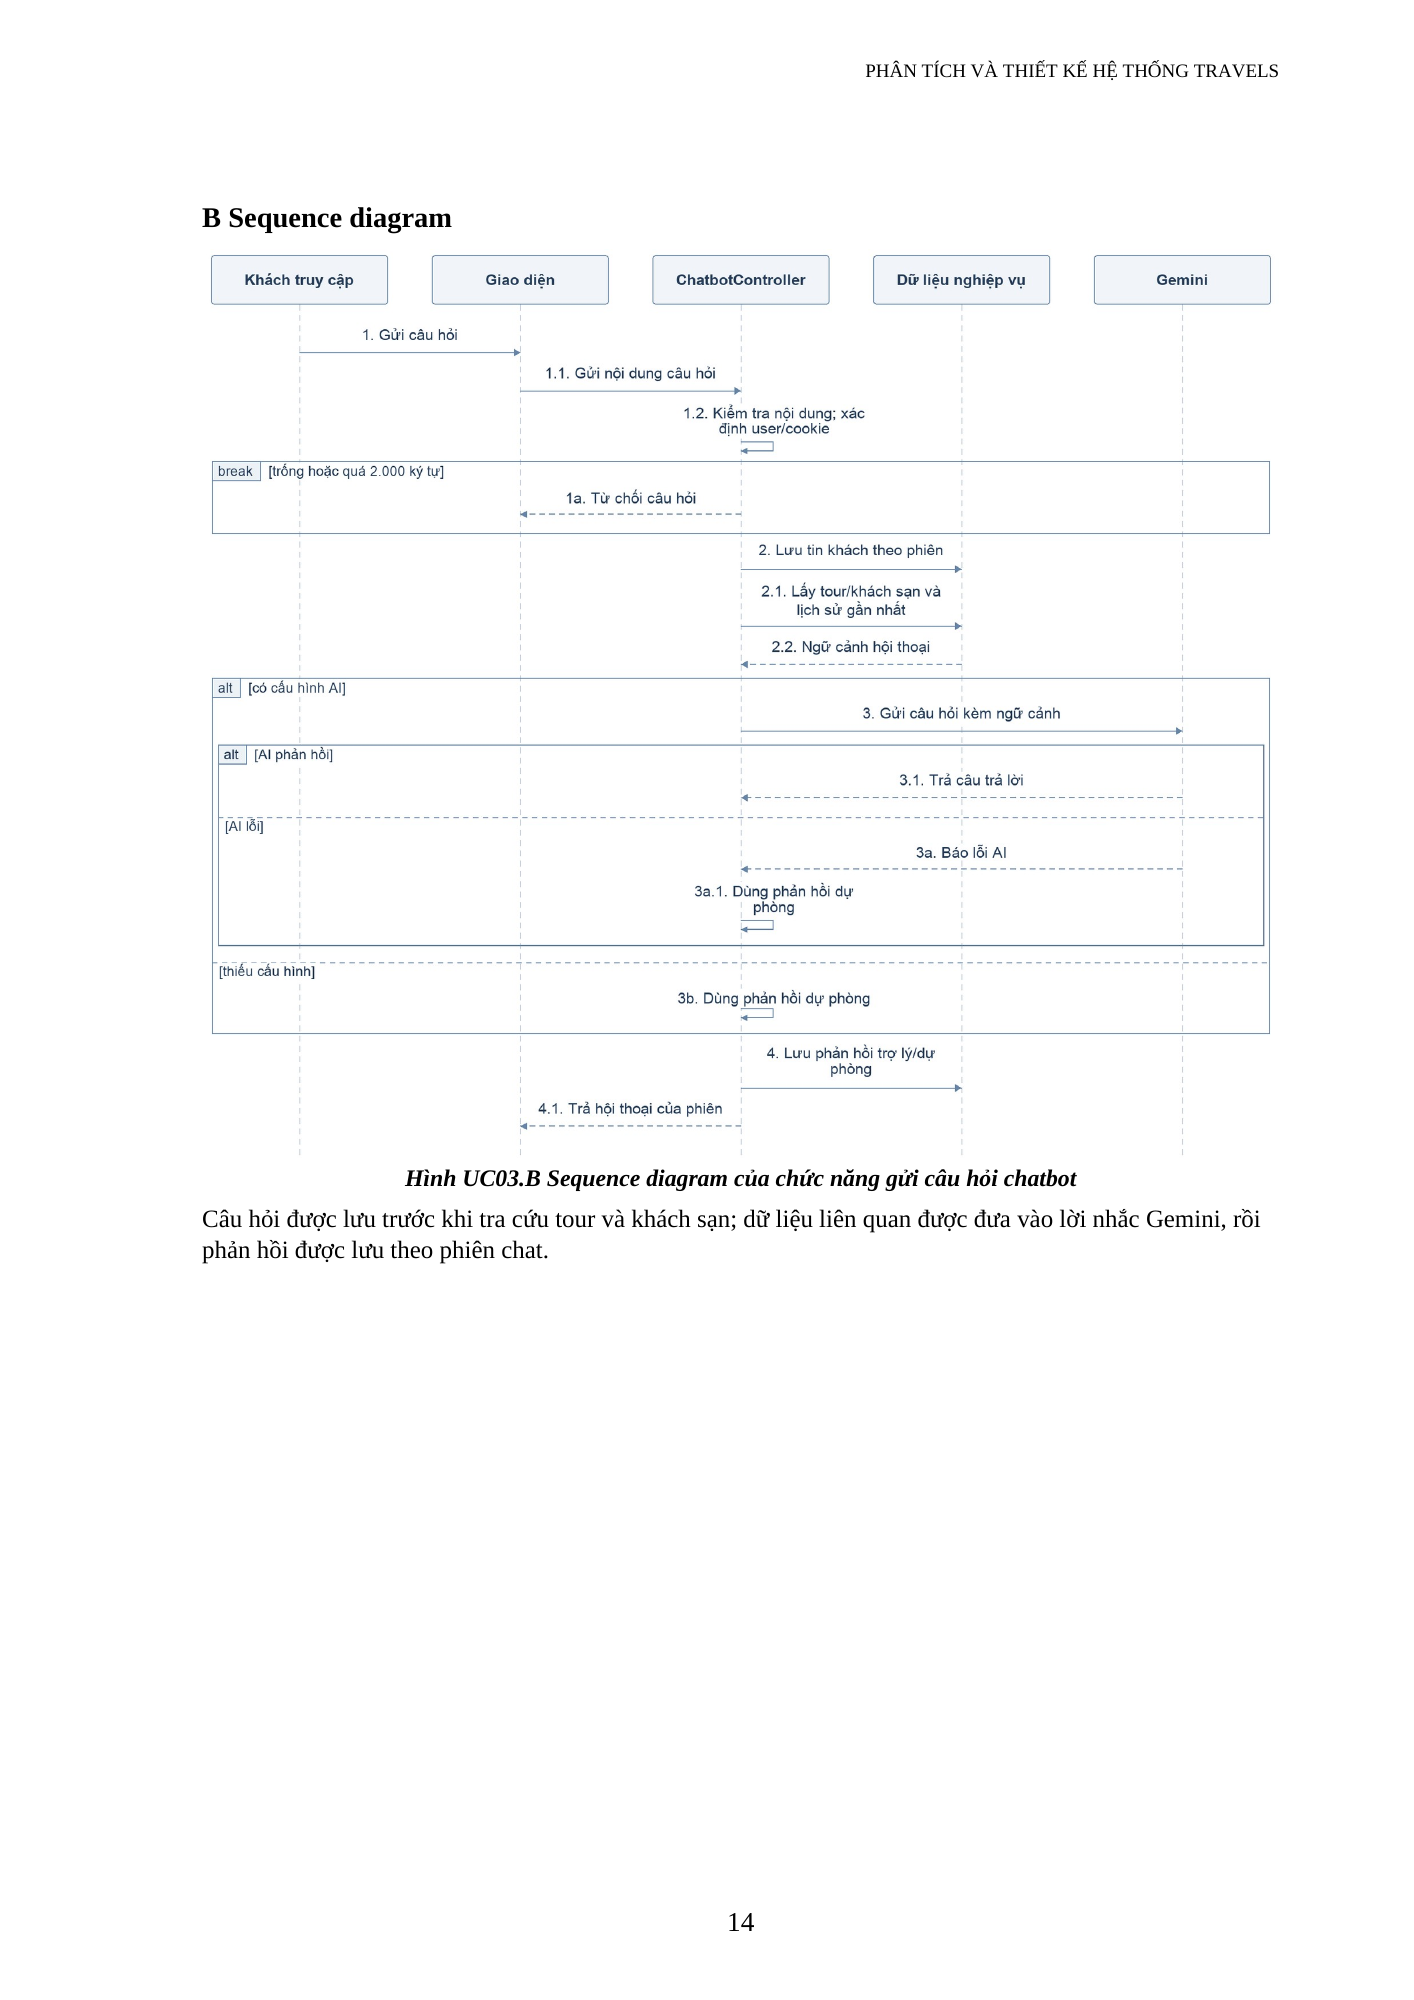 PHÂN TÍCH VÀ THIẾT KẾ HỆ THỐNG TRAVELS
B Sequence diagram
Khách truy cập
Giao diện
ChatbotController
Dữ liệu nghiệp vụ
Gemini
1. Gửi câu hỏi
1.1. Gửi nội dung câu hỏi
1.2. Kiểm tra nội dung; xác
định user/cookie
break [trống hoặc quá 2.000 ký tự]
1a. Từ chối câu hỏi
2. Lưu tin khách theo phiên
2.1. Lấy tour/khách sạn và
lịch sử gần nhất
2.2. Ngữ cảnh hội thoại
alt [có cấu hình AI]
3. Gửi câu hỏi kèm ngữ cảnh
alt [AI phản hồi]
3.1. Trả câu trả lời
[AI lỗi]
3a. Báo lỗi AI
3a.1. Dùng phản hồi dự
phòng
[thiếu cấu hình]
3b. Dùng phản hồi dự phòng
4. Lưu phản hồi trợ lý/dự
phòng
4.1. Trả hội thoại của phiên
Hình UC03.B Sequence diagram của chức năng gửi câu hỏi chatbot
Câu hỏi được lưu trước khi tra cứu tour và khách sạn; dữ liệu liên quan được đưa vào lời nhắc Gemini, rồi
phản hồi được lưu theo phiên chat.
14